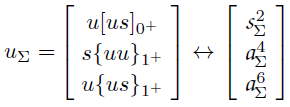 u_Σ = [ u[us]_{0^+} ] ↔ [ s_Σ^2 ]
[ s{uu}_{1^+} ] [ a_Σ^4 ]
[ u{us}_{1^+} ] [ a_Σ^6 ]